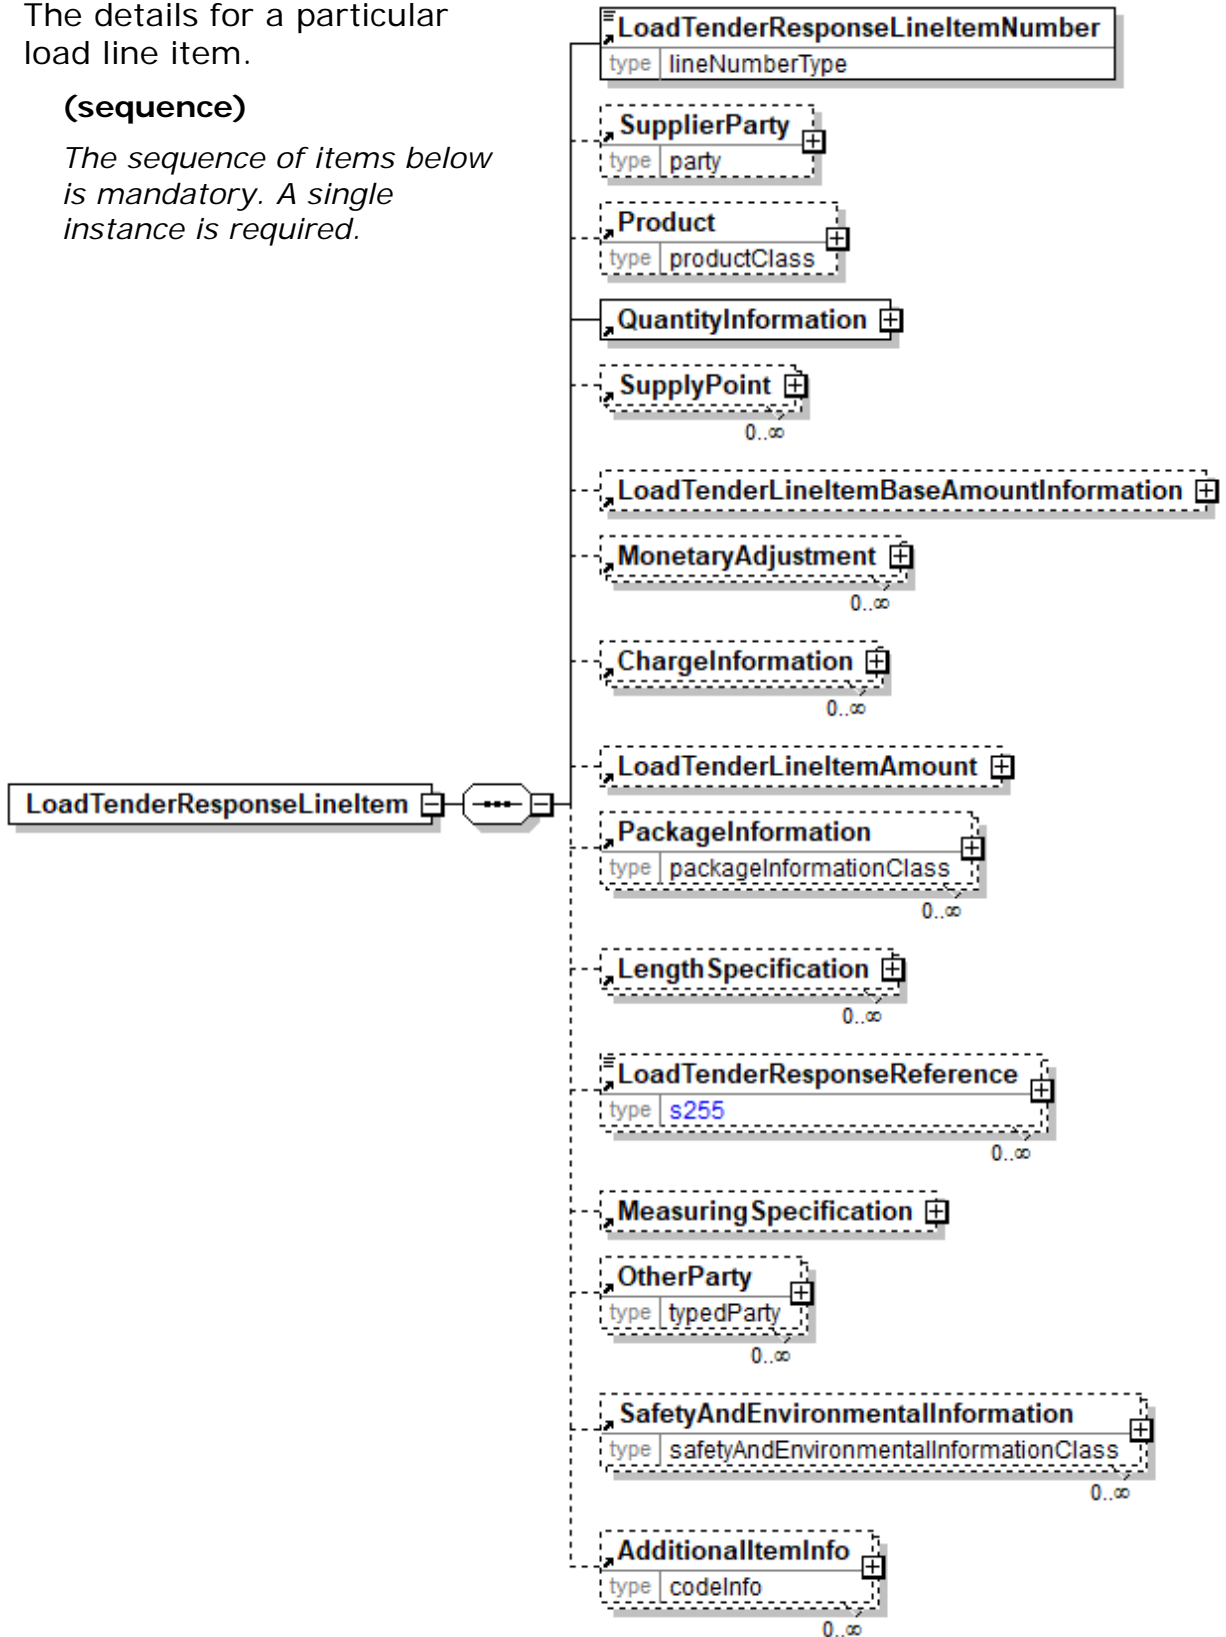 The details for a particular
load line item.
(sequence)
The sequence of items below
is mandatory. A single
instance is required.
LoadTenderResponseLineItem
LoadTenderResponseLineItemNumber
type lineNumberType
SupplierParty
type party
Product
type productClass
QuantityInformation
SupplyPoint
0..∞
LoadTenderLineItemBaseAmountInformation
MonetaryAdjustment
0..∞
ChargeInformation
0..∞
LoadTenderLineItemAmount
PackageInformation
type packageInformationClass
0..∞
LengthSpecification
0..∞
LoadTenderResponseReference
type s255
0..∞
MeasuringSpecification
OtherParty
type typedParty
0..∞
SafetyAndEnvironmentalInformation
type safetyAndEnvironmentalInformationClass
0..∞
AdditionalItemInfo
type codeInfo
0..∞